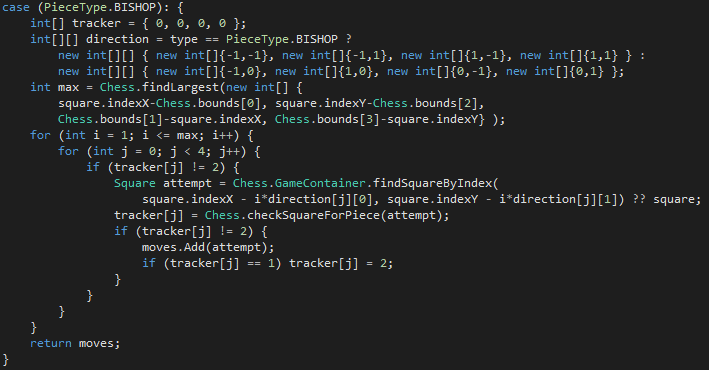 case (PieceType.BISHOP): {
    int[] tracker = { 0, 0, 0, 0 };
    int[][] direction = type == PieceType.BISHOP ?
        new int[][] { new int[]{-1,-1}, new int[]{-1,1}, new int[]{1,-1}, new int[]{1,1} } :
        new int[][] { new int[]{-1,0}, new int[]{1,0}, new int[]{0,-1}, new int[]{0,1} };
    int max = Chess.findLargest(new int[] {
        square.indexX-Chess.bounds[0], square.indexY-Chess.bounds[2],
        Chess.bounds[1]-square.indexX, Chess.bounds[3]-square.indexY} );
    for (int i = 1; i <= max; i++) {
        for (int j = 0; j < 4; j++) {
            if (tracker[j] != 2) {
                Square attempt = Chess.GameContainer.findSquareByIndex(
                    square.indexX - i*direction[j][0], square.indexY - i*direction[j][1]) ?? square;
                tracker[j] = Chess.checkSquareForPiece(attempt);
                if (tracker[j] != 2) {
                    moves.Add(attempt);
                    if (tracker[j] == 1) tracker[j] = 2;
                }
            }
        }
    }
    return moves;
}